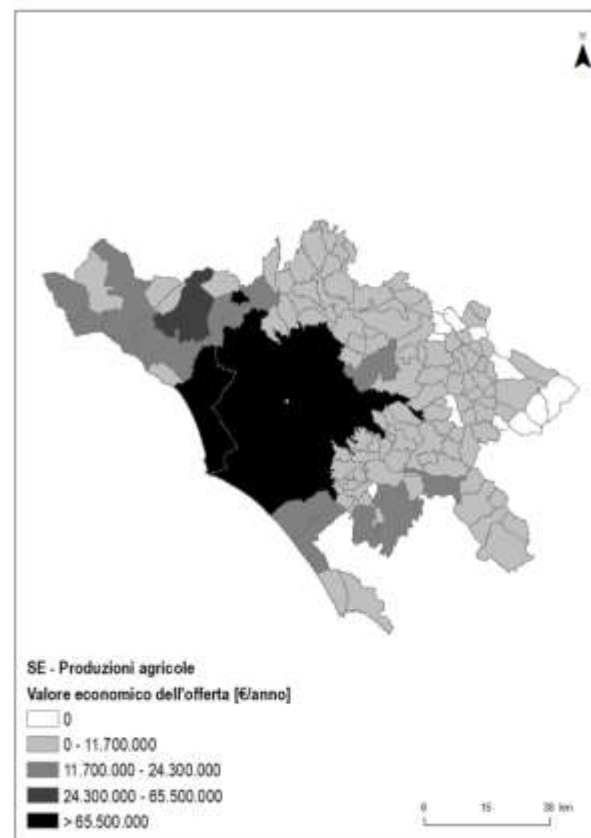 N
SE - Produzioni agricole
Valore economico dell'offerta [€/anno]
0
0 - 11.700.000
11.700.000 - 24.300.000
24.300.000 - 65.500.000
> 65.500.000
0 15 30 km